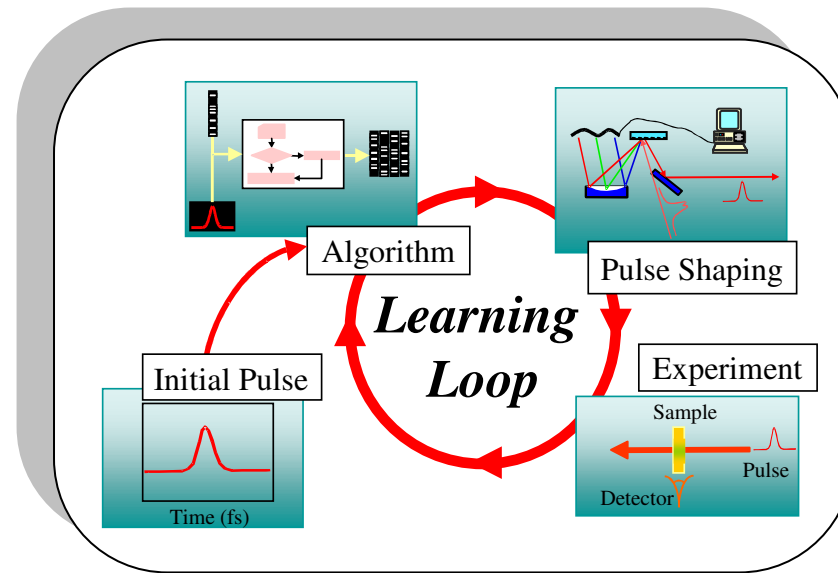 Algorithm
Pulse Shaping
Learning
Loop
Initial Pulse
Time (fs)
Experiment
Sample
Pulse
Detector